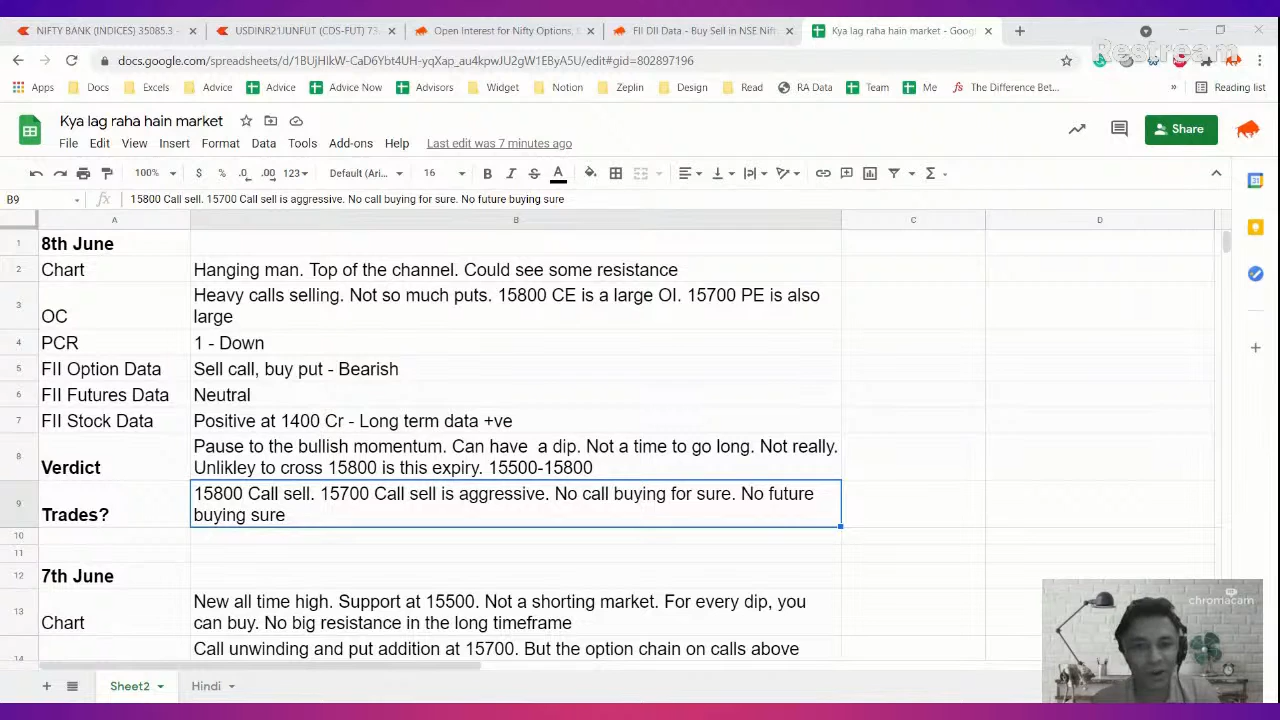 NIFTY BANK (INDICES) 35085.3 -
USDINR21JUNFUT (CDS-FUT) 73.
Open Interest for Nifty Options,
FII DII Data - Buy Sell in NSE Nift
Kya lag raha hain market - Goog
Restream
Apps
Docs
Excels
Advice
Advice
Advice Now
Advisors
Widget
Notion
Zeplin
Design
Read
RA Data
Team
Me
The Difference Bet...
»
Reading list
Kya lag raha hain market
Share
File Edit View Insert Format Data Tools Add-ons Help Last edit was 7 minutes ago
100% $ % .0 .00 123 Default (Ari... 16 B I S A
B9 fx 15800 Call sell. 15700 Call sell is aggressive. No call buying for sure. No future buying sure
A B C D
1 8th June
2 Chart Hanging man. Top of the channel. Could see some resistance
3 OC Heavy calls selling. Not so much puts. 15800 CE is a large OI. 15700 PE is also
large
4 PCR 1 - Down
5 FII Option Data Sell call, buy put - Bearish
6 FII Futures Data Neutral
7 FII Stock Data Positive at 1400 Cr - Long term data +ve
8 Verdict Pause to the bullish momentum. Can have a dip. Not a time to go long. Not really.
Unlikley to cross 15800 is this expiry. 15500-15800
9 Trades? 15800 Call sell. 15700 Call sell is aggressive. No call buying for sure. No future
buying sure
10
11
12 7th June
13 Chart New all time high. Support at 15500. Not a shorting market. For every dip, you
can buy. No big resistance in the long timeframe
14 Call unwinding and put addition at 15700. But the option chain on calls above
chromacam
Sheet2
Hindi